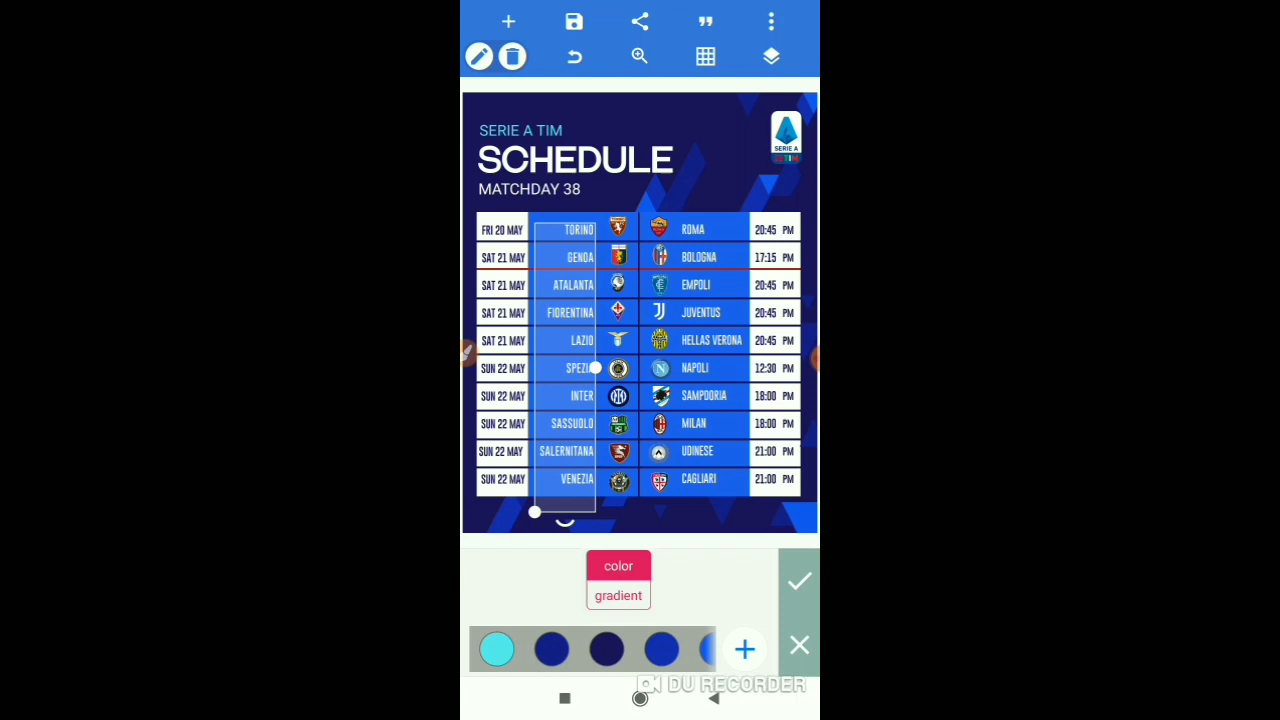 SERIE A TIM
SCHEDULE
MATCHDAY 38
SERIE A
TIM
FRI 20 MAY TORINO ROMA 20:45 PM
SAT 21 MAY GENOA BOLOGNA 17:15 PM
SAT 21 MAY ATALANTA EMPOLI 20:45 PM
SAT 21 MAY FIORENTINA JUVENTUS 20:45 PM
SAT 21 MAY LAZIO HELLAS VERONA 20:45 PM
SUN 22 MAY SPEZIA N NAPOLI 12:30 PM
SUN 22 MAY INTER SAMPDORIA 18:00 PM
SUN 22 MAY SASSUOLO MILAN 18:00 PM
SUN 22 MAY SALERNITANA UDINESE 21:00 PM
SUN 22 MAY VENEZIA CAGLIARI 21:00 PM
color
gradient
DU RECORDER